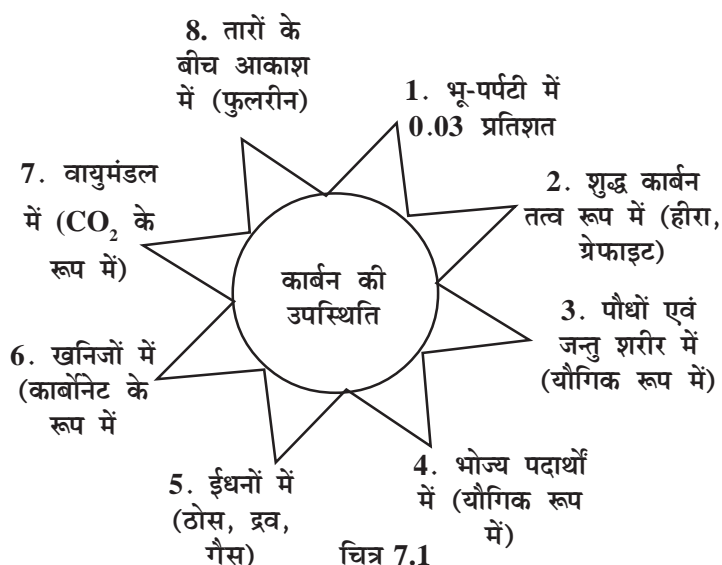 8. तारों के
बीच आकाश
में (फुलरीन)
1. भू-पर्पटी में
0.03 प्रतिशत
2. शुद्ध कार्बन
तत्व रूप में (हीरा,
ग्रेफाइट)
3. पौधों एवं
जन्तु शरीर में
(यौगिक रूप में)
4. भोज्य पदार्थों
में (यौगिक रूप
में)
5. ईधनों में
(ठोस, द्रव,
गैस)
6. खनिजों में
(कार्बोनेट के
रूप में
7. वायुमंडल
में (CO₂ के
रूप में)
कार्बन की
उपस्थिति
चित्र 7.1